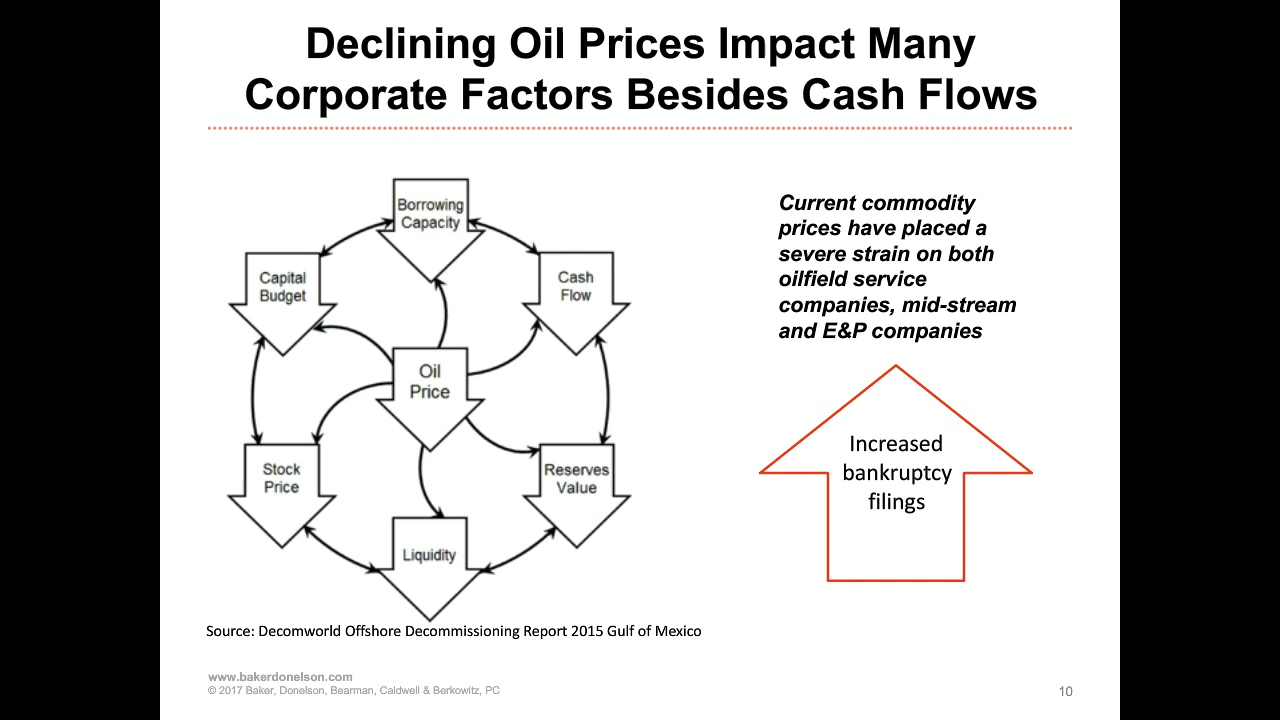 Declining Oil Prices Impact Many
Corporate Factors Besides Cash Flows
Borrowing
Capacity
Capital
Budget
Cash
Flow
Oil
Price
Stock
Price
Reserves
Value
Liquidity
Current commodity
prices have placed a
severe strain on both
oilfield service
companies, mid-stream
and E&P companies
Increased
bankruptcy
filings
Source: Decomworld Offshore Decommissioning Report 2015 Gulf of Mexico
www.bakerdonelson.com
© 2017 Baker, Donelson, Bearman, Caldwell & Berkowitz, PC
10